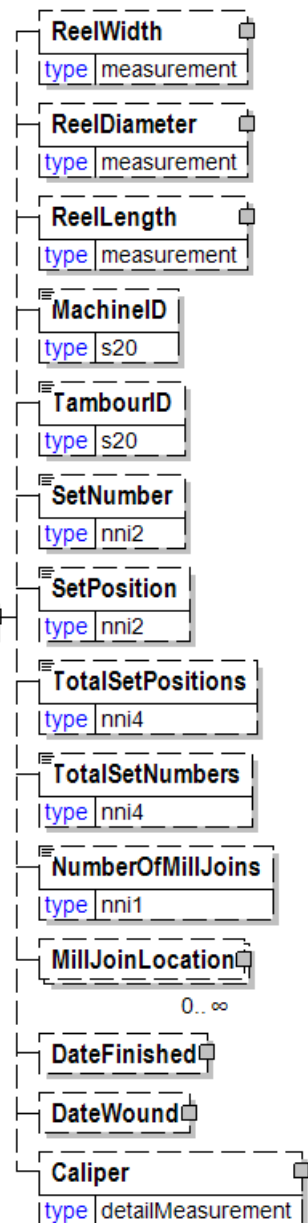 ReelWidth
type measurement
ReelDiameter
type measurement
ReelLength
type measurement
MachineID
type s20
TambourID
type s20
SetNumber
type nni2
SetPosition
type nni2
TotalSetPositions
type nni4
TotalSetNumbers
type nni4
NumberOfMillJoins
type nni1
MillJoinLocation
0.. ∞
DateFinished
DateWound
Caliper
type detailMeasurement